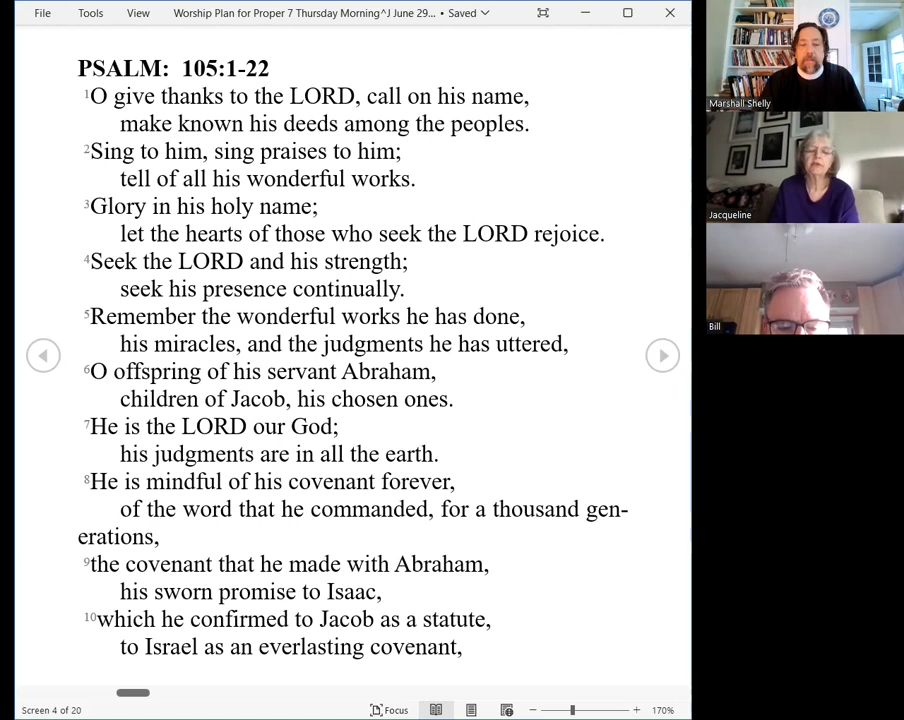 File Tools View Worship Plan for Proper 7 Thursday Morning^J June 29... • Saved
PSALM: 105:1-22
1O give thanks to the LORD, call on his name,
make known his deeds among the peoples.
2Sing to him, sing praises to him;
tell of all his wonderful works.
3Glory in his holy name;
let the hearts of those who seek the LORD rejoice.
4Seek the LORD and his strength;
seek his presence continually.
5Remember the wonderful works he has done,
his miracles, and the judgments he has uttered,
6O offspring of his servant Abraham,
children of Jacob, his chosen ones.
7He is the LORD our God;
his judgments are in all the earth.
8He is mindful of his covenant forever,
of the word that he commanded, for a thousand gen-
erations,
9the covenant that he made with Abraham,
his sworn promise to Isaac,
10which he confirmed to Jacob as a statute,
to Israel as an everlasting covenant,
Screen 4 of 20 Focus 170%
Marshall Shelly
Jacqueline
Bill